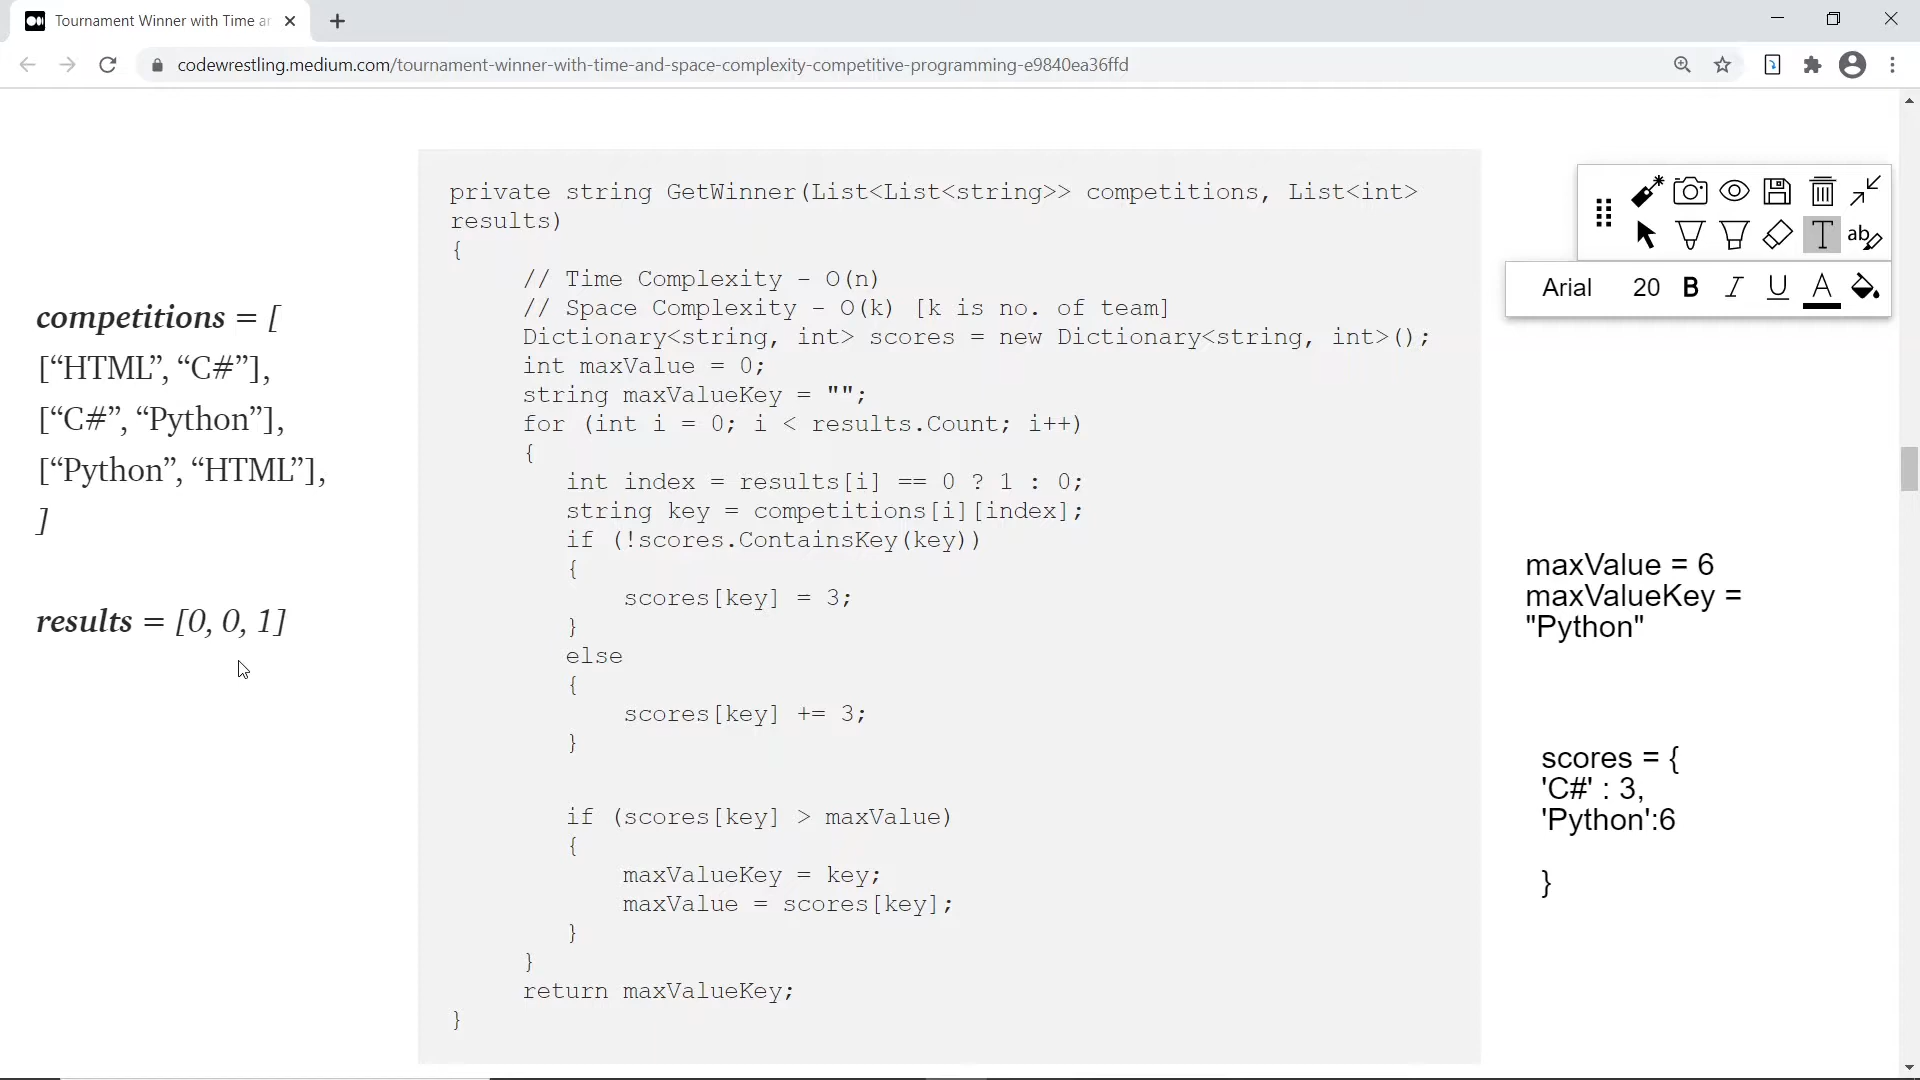 Tournament Winner with Time ar
codewrestling.medium.com/tournament-winner-with-time-and-space-complexity-competitive-programming-e9840ea36ffd
competitions = [
[“HTML”, “C#”],
[“C#”, “Python”],
[“Python”, “HTML”],
]
results = [0, 0, 1]
private string GetWinner(List<List<string>> competitions, List<int>
results)
{
// Time Complexity - O(n)
// Space Complexity - O(k) [k is no. of team]
Dictionary<string, int> scores = new Dictionary<string, int>();
int maxValue = 0;
string maxValueKey = "";
for (int i = 0; i < results.Count; i++)
{
int index = results[i] == 0 ? 1 : 0;
string key = competitions[i][index];
if (!scores.ContainsKey(key))
{
scores[key] = 3;
}
else
{
scores[key] += 3;
}
if (scores[key] > maxValue)
{
maxValueKey = key;
maxValue = scores[key];
}
}
return maxValueKey;
}
T ab
Arial 20 B I U A
maxValue = 6
maxValueKey =
"Python"
scores = {
'C#' : 3,
'Python':6
}